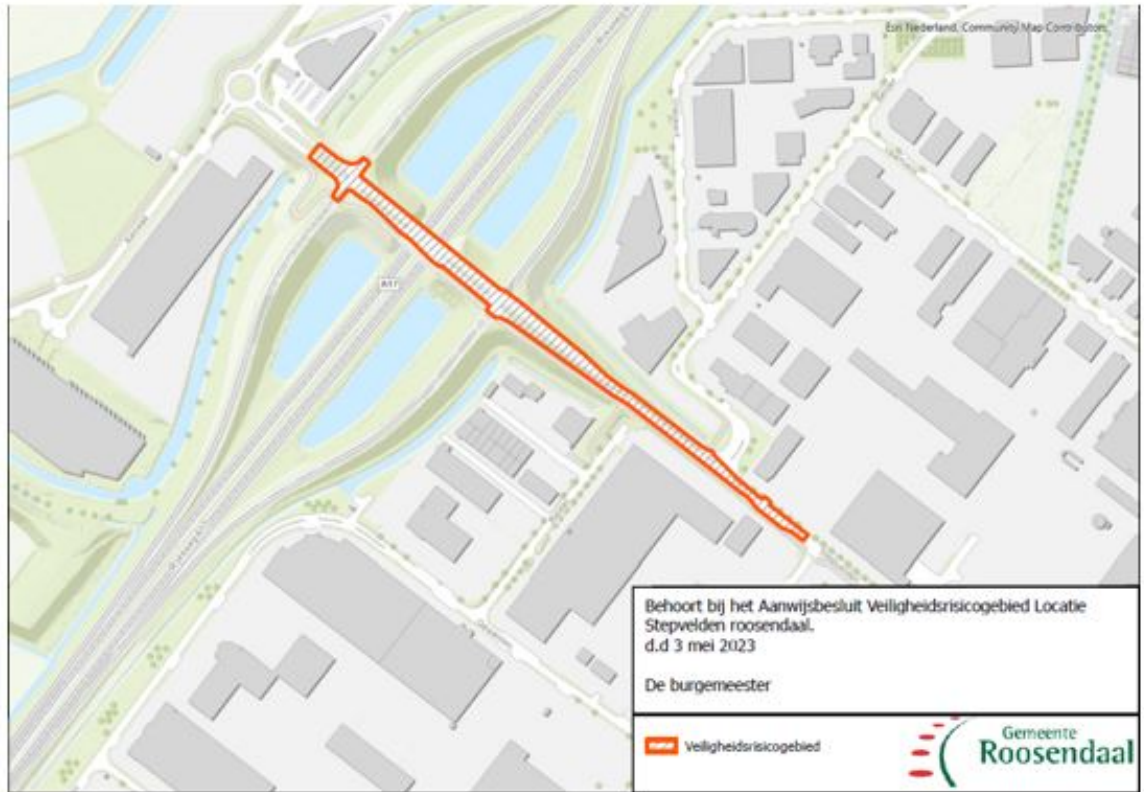 Esri Nederland, Community Map Contributors
Behoort bij het Aanwijsbesluit Veiligheidsrisicogebied Locatie
Stepvelden roosendaal.
d.d 3 mei 2023
De burgemeester
Veiligheidsrisicogebied
Gemeente
Roosendaal